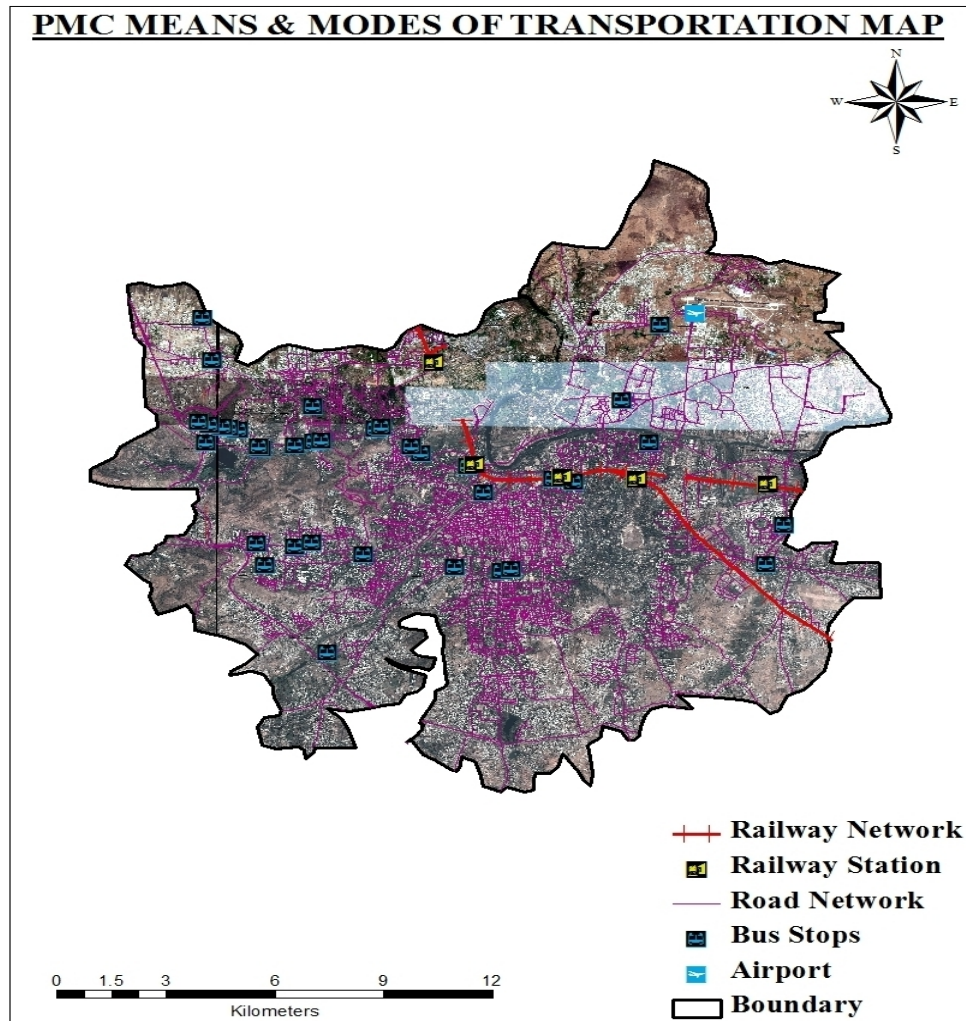 PMC MEANS & MODES OF TRANSPORTATION MAP
N
W E
S
Railway Network
Railway Station
Road Network
Bus Stops
Airport
Boundary
0 1.5 3 6 9 12
Kilometers